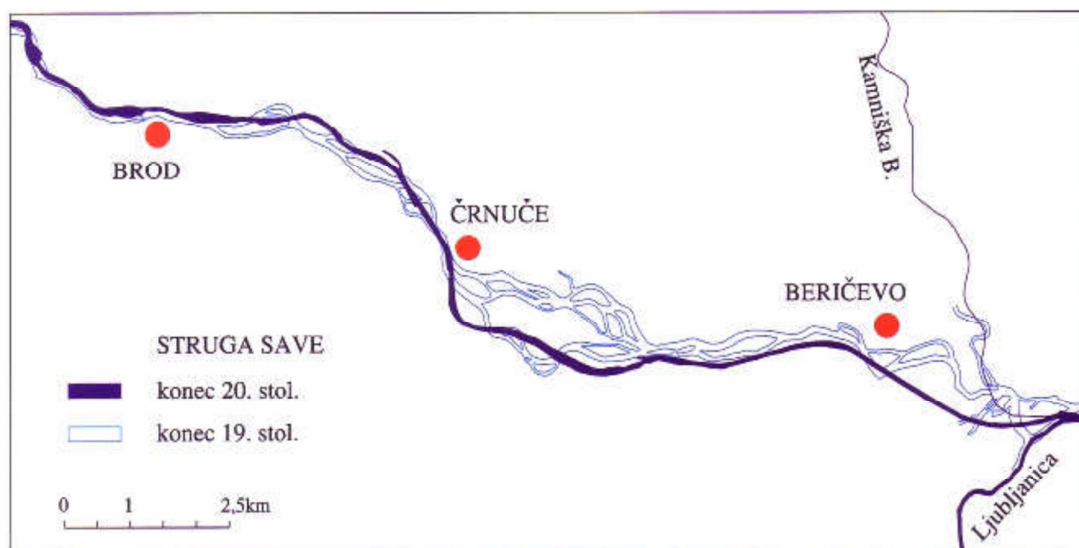 Kamniška B.
BROD
ČRNUČE
BERIČEVO
STRUGA SAVE
konec 20. stol.
konec 19. stol.
0 1 2,5km
Ljubljanica